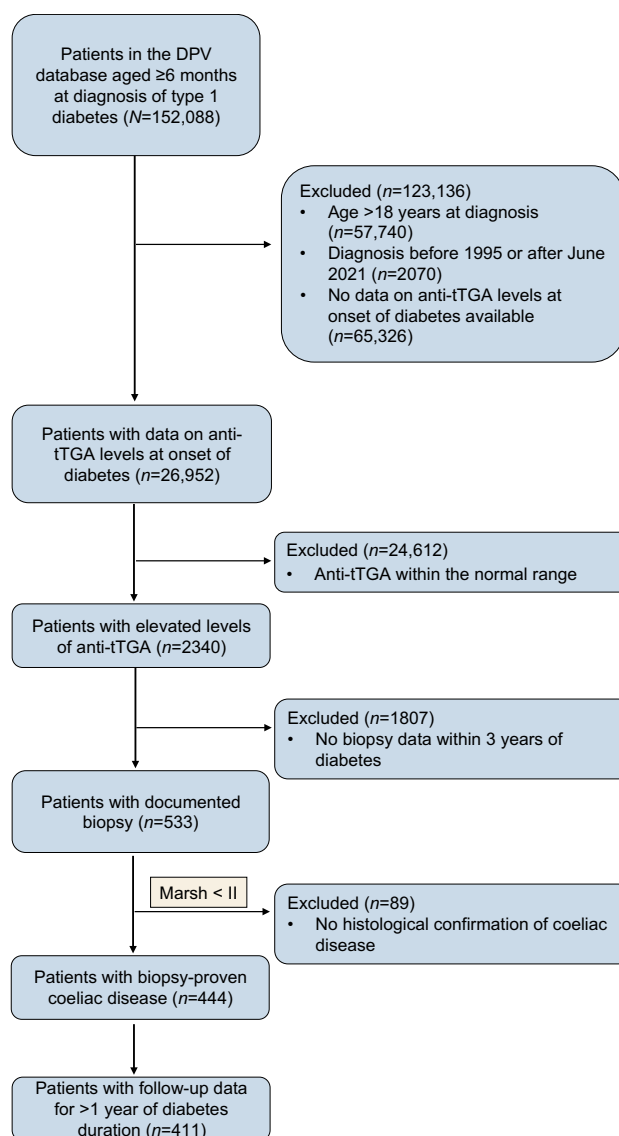 Patients in the DPV
database aged ≥6 months
at diagnosis of type 1
diabetes (N=152,088)
Excluded (n=123,136)
• Age >18 years at diagnosis
(n=57,740)
• Diagnosis before 1995 or after June
2021 (n=2070)
• No data on anti-tTGA levels at
onset of diabetes available
(n=65,326)
Patients with data on anti-
tTGA levels at onset of
diabetes (n=26,952)
Excluded (n=24,612)
• Anti-tTGA within the normal range
Patients with elevated levels
of anti-tTGA (n=2340)
Excluded (n=1807)
• No biopsy data within 3 years of
diabetes
Patients with documented
biopsy (n=533)
Marsh < II
Excluded (n=89)
• No histological confirmation of coeliac
disease
Patients with biopsy-proven
coeliac disease (n=444)
Patients with follow-up data
for >1 year of diabetes
duration (n=411)